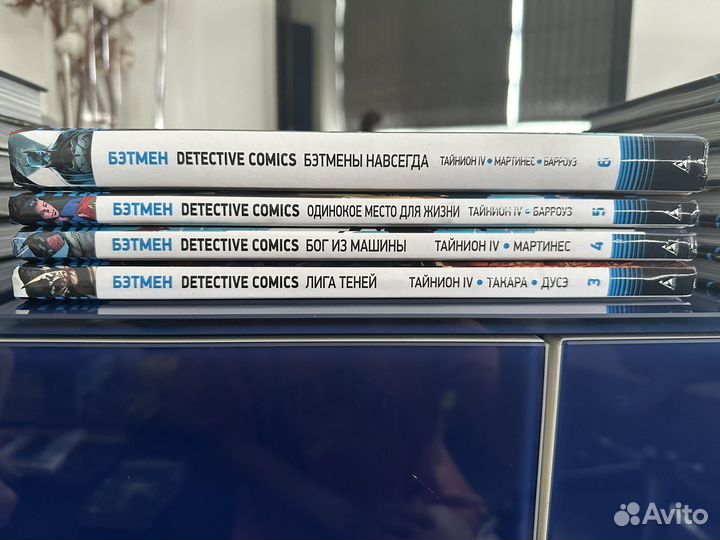 БЭТМЕН DETECTIVE COMICS БЭТМЕНЫ НАВСЕГДА ТАЙНИОН IV • МАРТИНЕС • БАРРОУЗ 6
БЭТМЕН DETECTIVE COMICS ОДИНОКОЕ МЕСТО ДЛЯ ЖИЗНИ ТАЙНИОН IV • БАРРОУЗ 5
БЭТМЕН DETECTIVE COMICS БОГ ИЗ МАШИНЫ ТАЙНИОН IV • МАРТИНЕС 4
БЭТМЕН DETECTIVE COMICS ЛИГА ТЕНЕЙ ТАЙНИОН IV • ТАКАРА • ДУСЭ 3
Avito